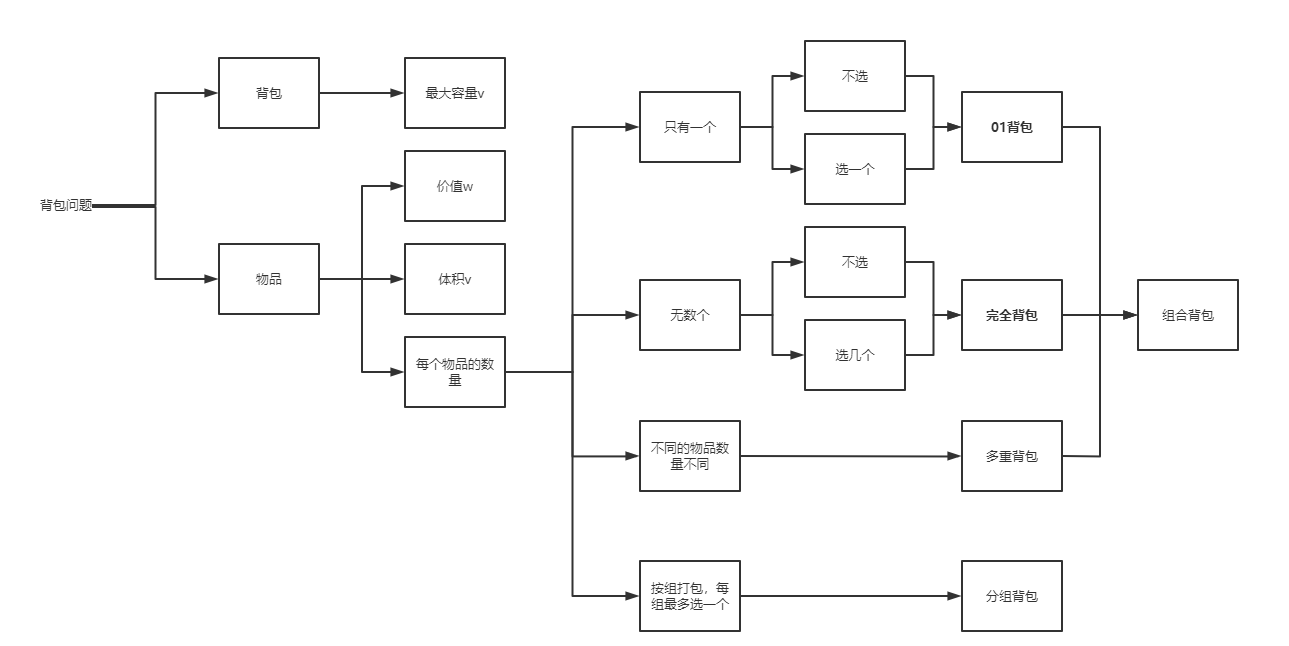 背包问题
背包
最大容量v
物品
价值w
体积v
每个物品的数
量
只有一个
不选
选一个
01背包
无数个
不选
选几个
完全背包
不同的物品数
量不同
多重背包
按组打包，每
组最多选一个
分组背包
组合背包